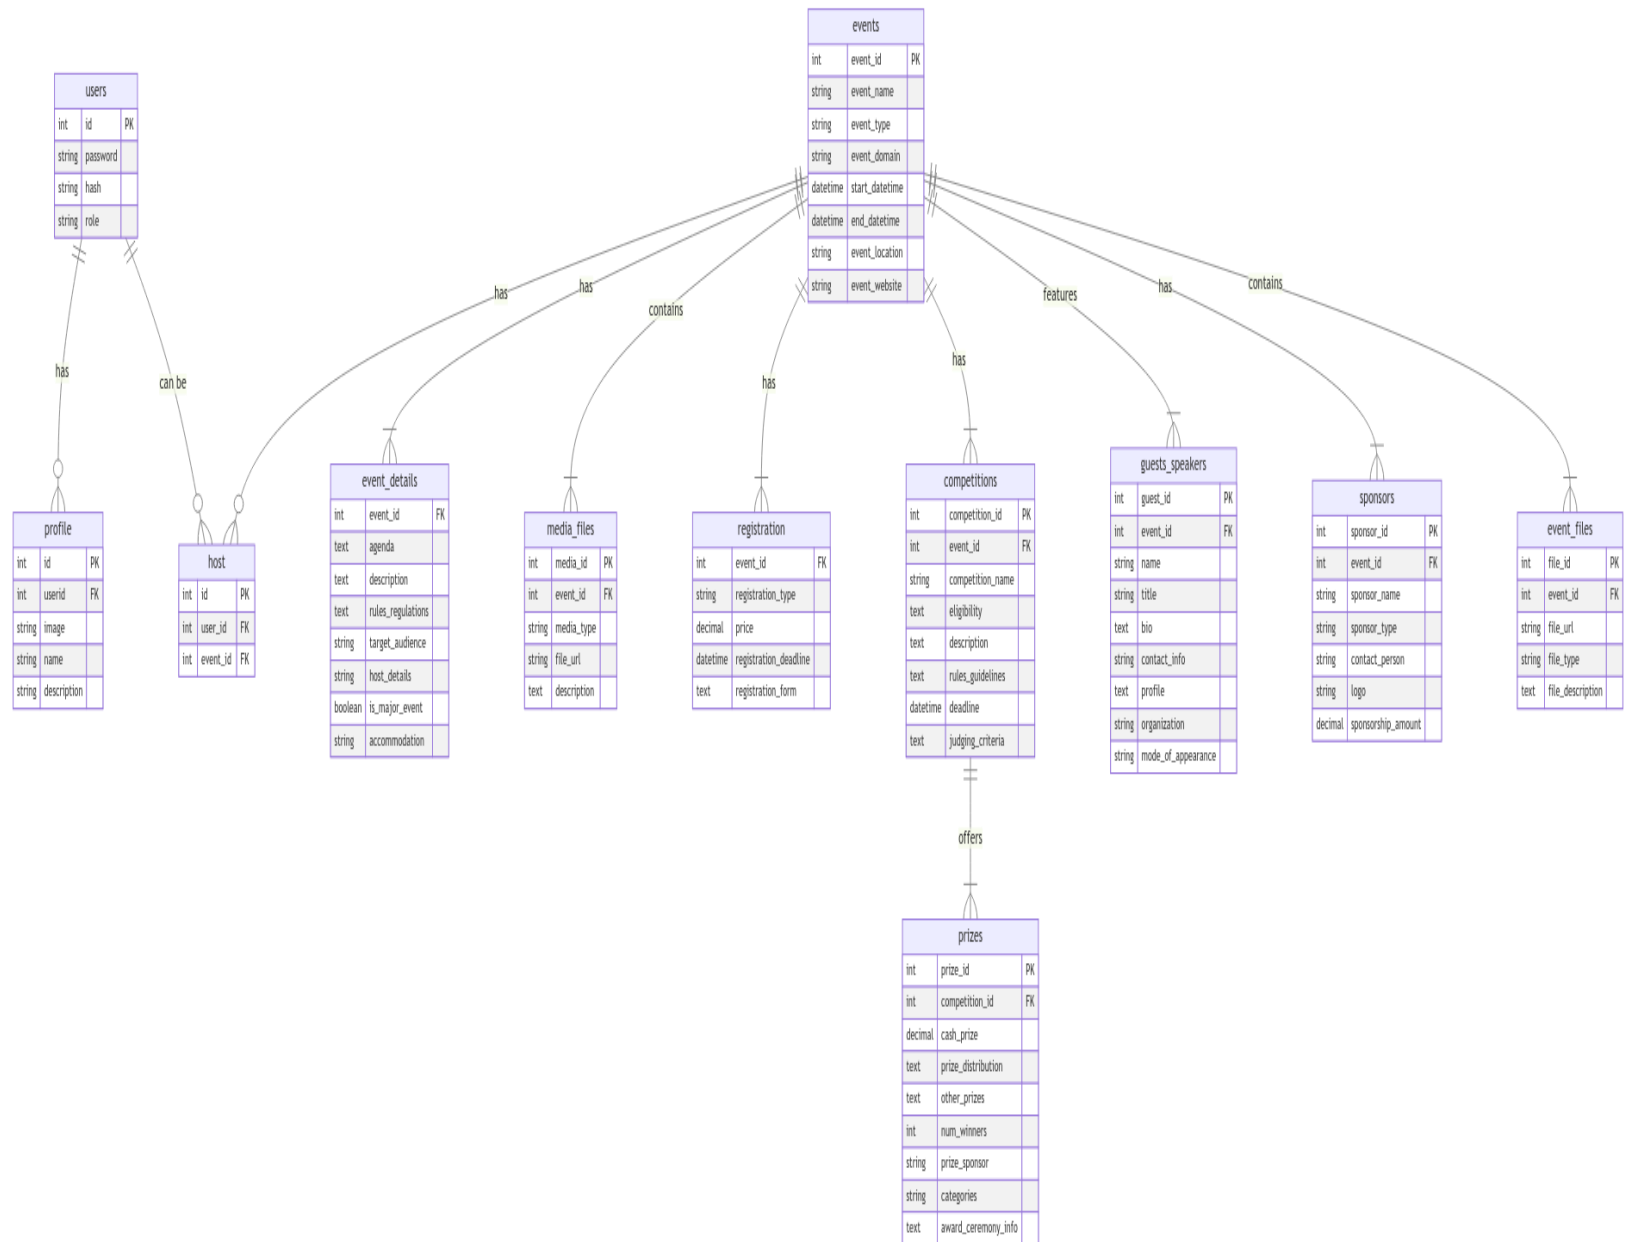 events
int event_id PK
string event_name
string event_type
string event_domain
datetime start_datetime
datetime end_datetime
string event_location
string event_website
users
int id PK
string password
string hash
string role
has
can be
has
has
contains
has
has
features
has
contains
profile
int id PK
int userid FK
string image
string name
string description
host
int id PK
int user_id FK
int event_id FK
event_details
int event_id FK
text agenda
text description
text rules_regulations
string target_audience
string host_details
boolean is_major_event
string accommodation
media_files
int media_id PK
int event_id FK
string media_type
string file_url
text description
registration
int event_id FK
string registration_type
decimal price
datetime registration_deadline
text registration_form
competitions
int competition_id PK
int event_id FK
string competition_name
text eligibility
text description
text rules_guidelines
datetime deadline
text judging_criteria
guests_speakers
int guest_id PK
int event_id FK
string name
string title
text bio
string contact_info
text profile
string organization
string mode_of_appearance
sponsors
int sponsor_id PK
int event_id FK
string sponsor_name
string sponsor_type
string contact_person
string logo
decimal sponsorship_amount
event_files
int file_id PK
int event_id FK
string file_url
string file_type
text file_description
offers
prizes
int prize_id PK
int competition_id FK
decimal cash_prize
text prize_distribution
text other_prizes
int num_winners
string prize_sponsor
string categories
text award_ceremony_info